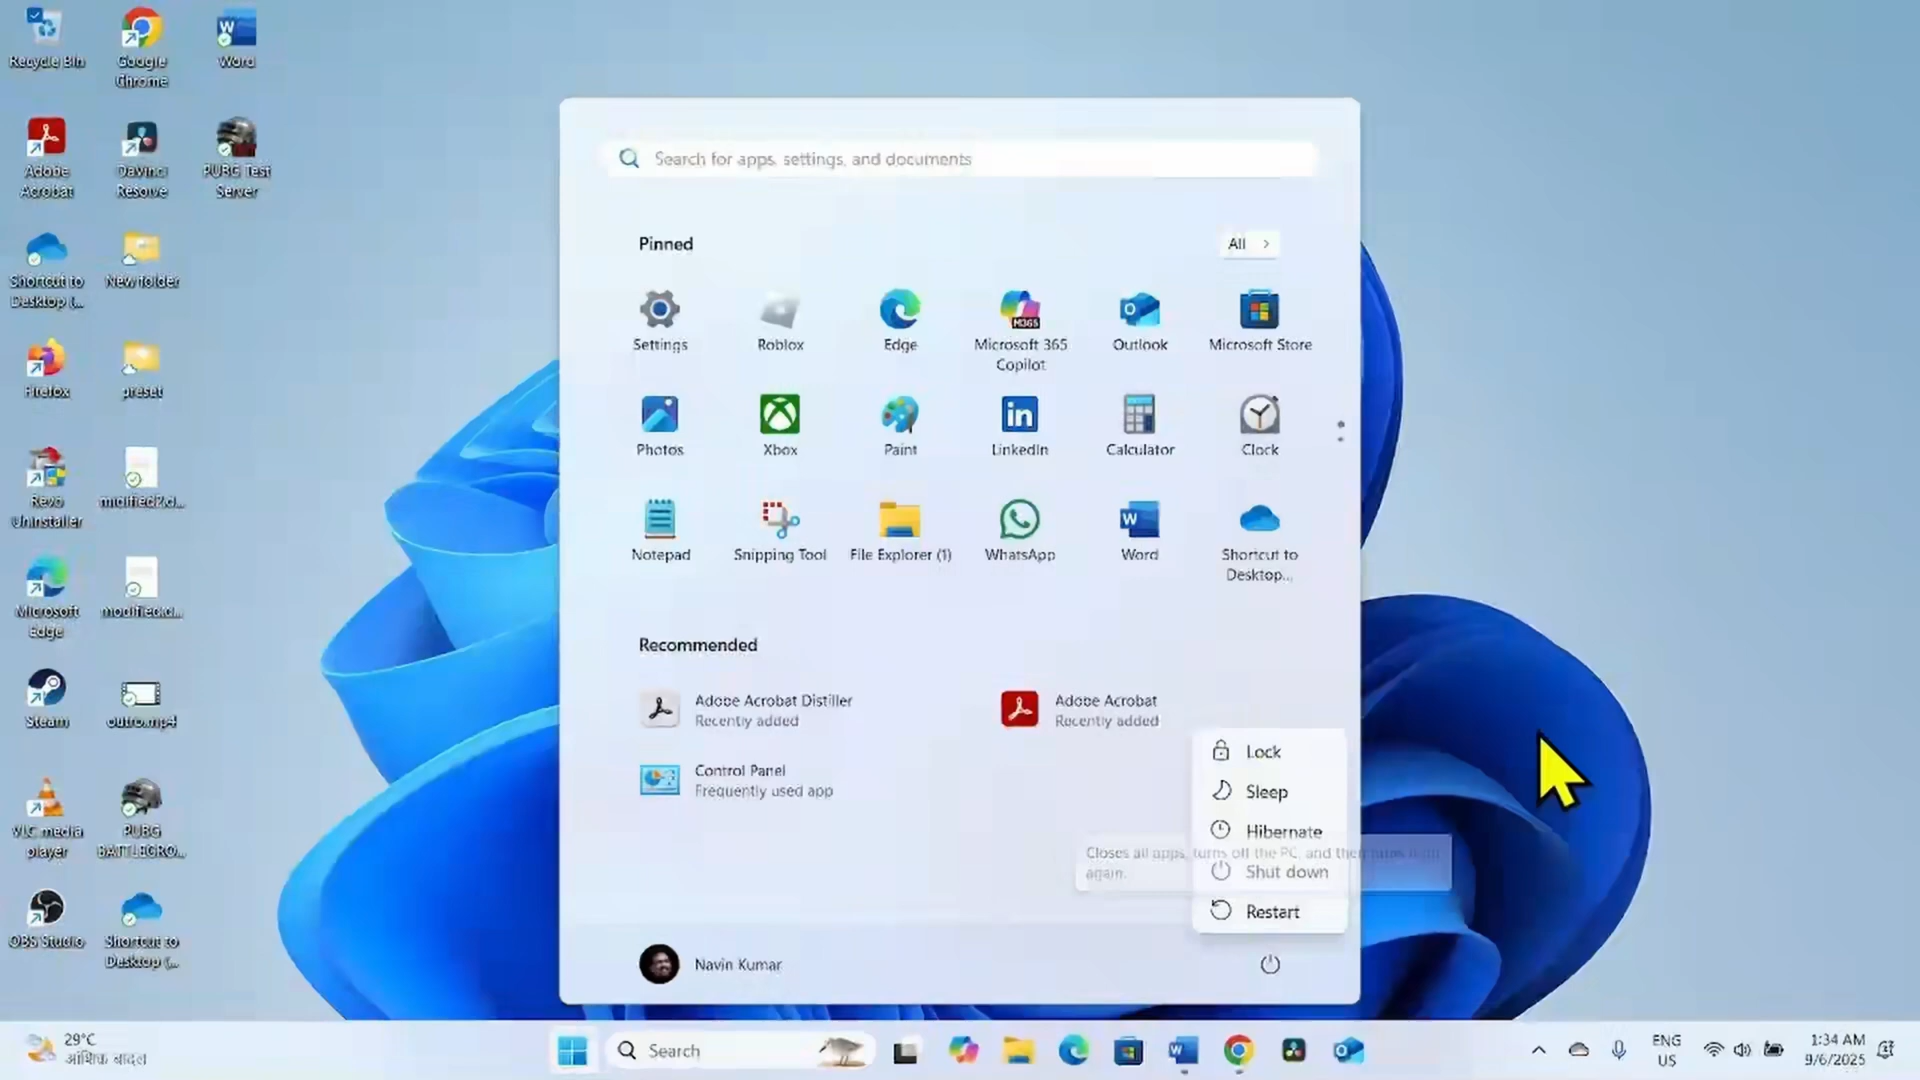 Recycle Bin
Google
Chrome
Word
Adobe
Acrobat
DaVinci
Resolve
PUBG Test
Server
Shortcut to
Desktop (...
New folder
Firefox
preset
Revo
Uninstaller
modified2.cl...
Microsoft
Edge
modified.cl...
Steam
outro.mp4
VLC media
player
PUBG
BATTLEGRO...
OBS Studio
Shortcut to
Desktop (...
Search for apps, settings, and documents
Pinned
All
Settings
Roblox
Edge
M365
Microsoft 365
Copilot
Outlook
Microsoft Store
Photos
Xbox
Paint
LinkedIn
Calculator
Clock
Notepad
Snipping Tool
File Explorer (1)
WhatsApp
Word
Shortcut to
Desktop...
Recommended
Adobe Acrobat Distiller
Recently added
Adobe Acrobat
Recently added
Control Panel
Frequently used app
Lock
Sleep
Hibernate
Closes all apps, turns off the PC, and then turns it on
again.
Shut down
Restart
Navin Kumar
29°C
आंशिक बादल
Search
ENG
US
1:34 AM
9/6/2025